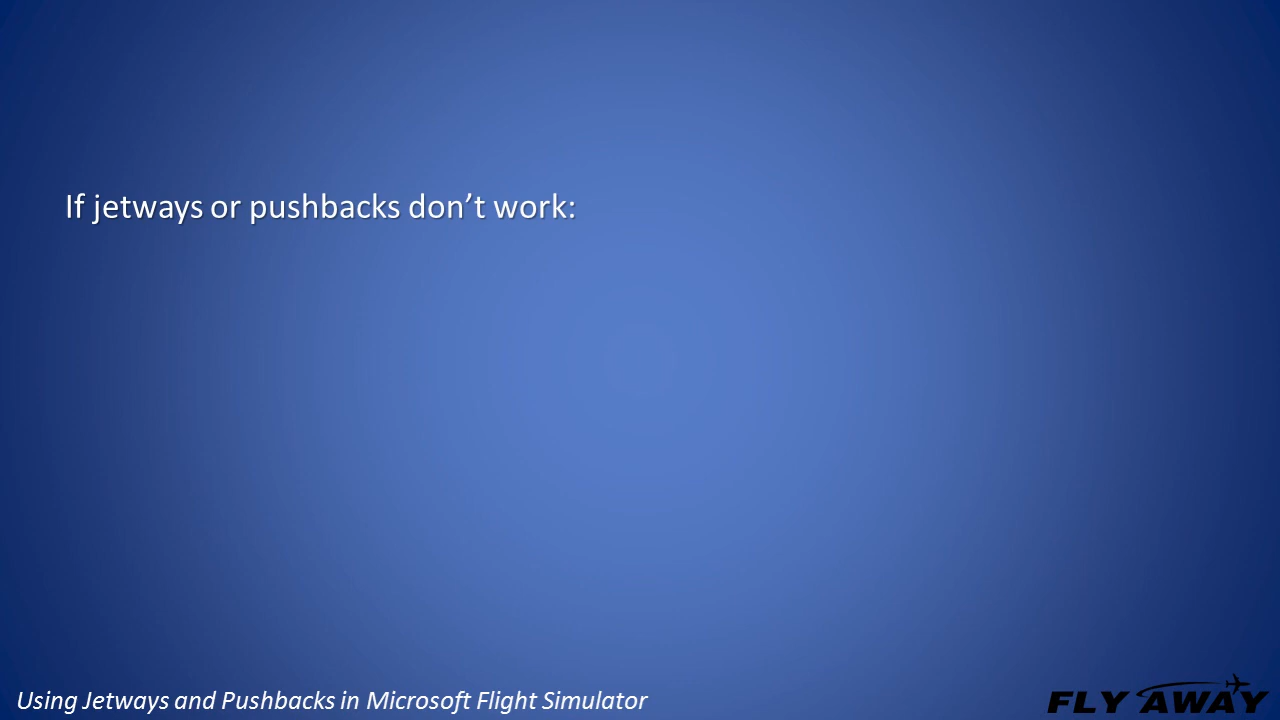 If jetways or pushbacks don’t work:
Using Jetways and Pushbacks in Microsoft Flight Simulator
FLY AWAY